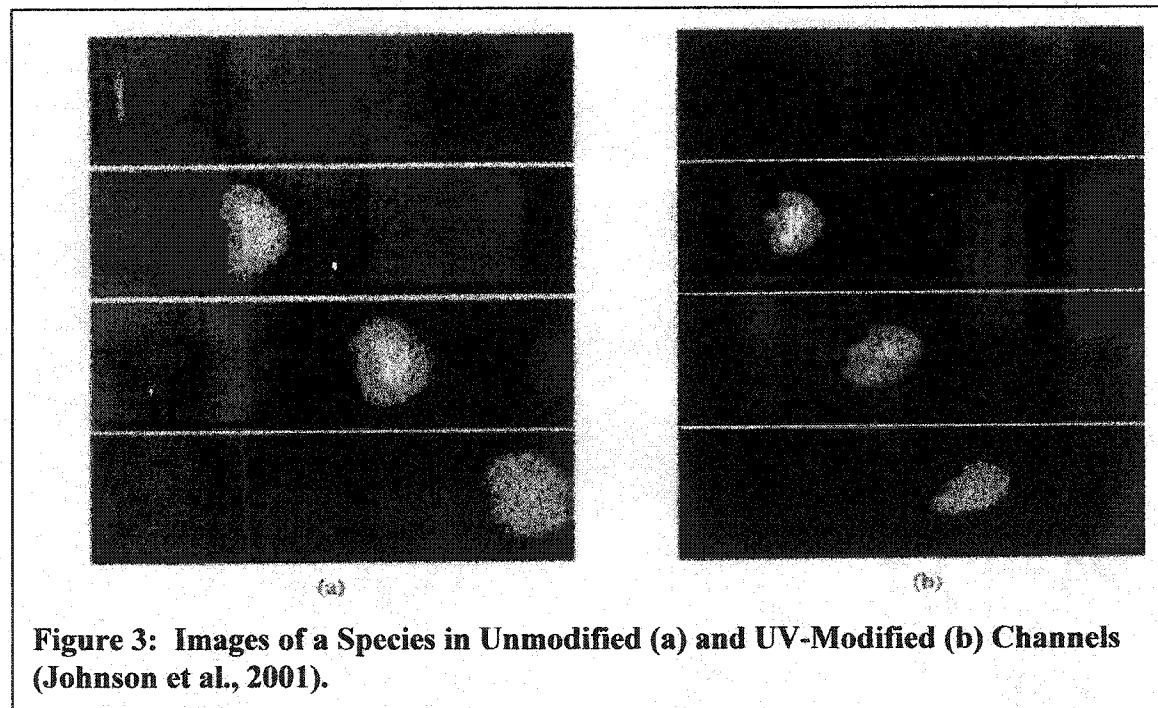 (a)
(b)
Figure 3: Images of a Species in Unmodified (a) and UV-Modified (b) Channels
(Johnson et al., 2001).